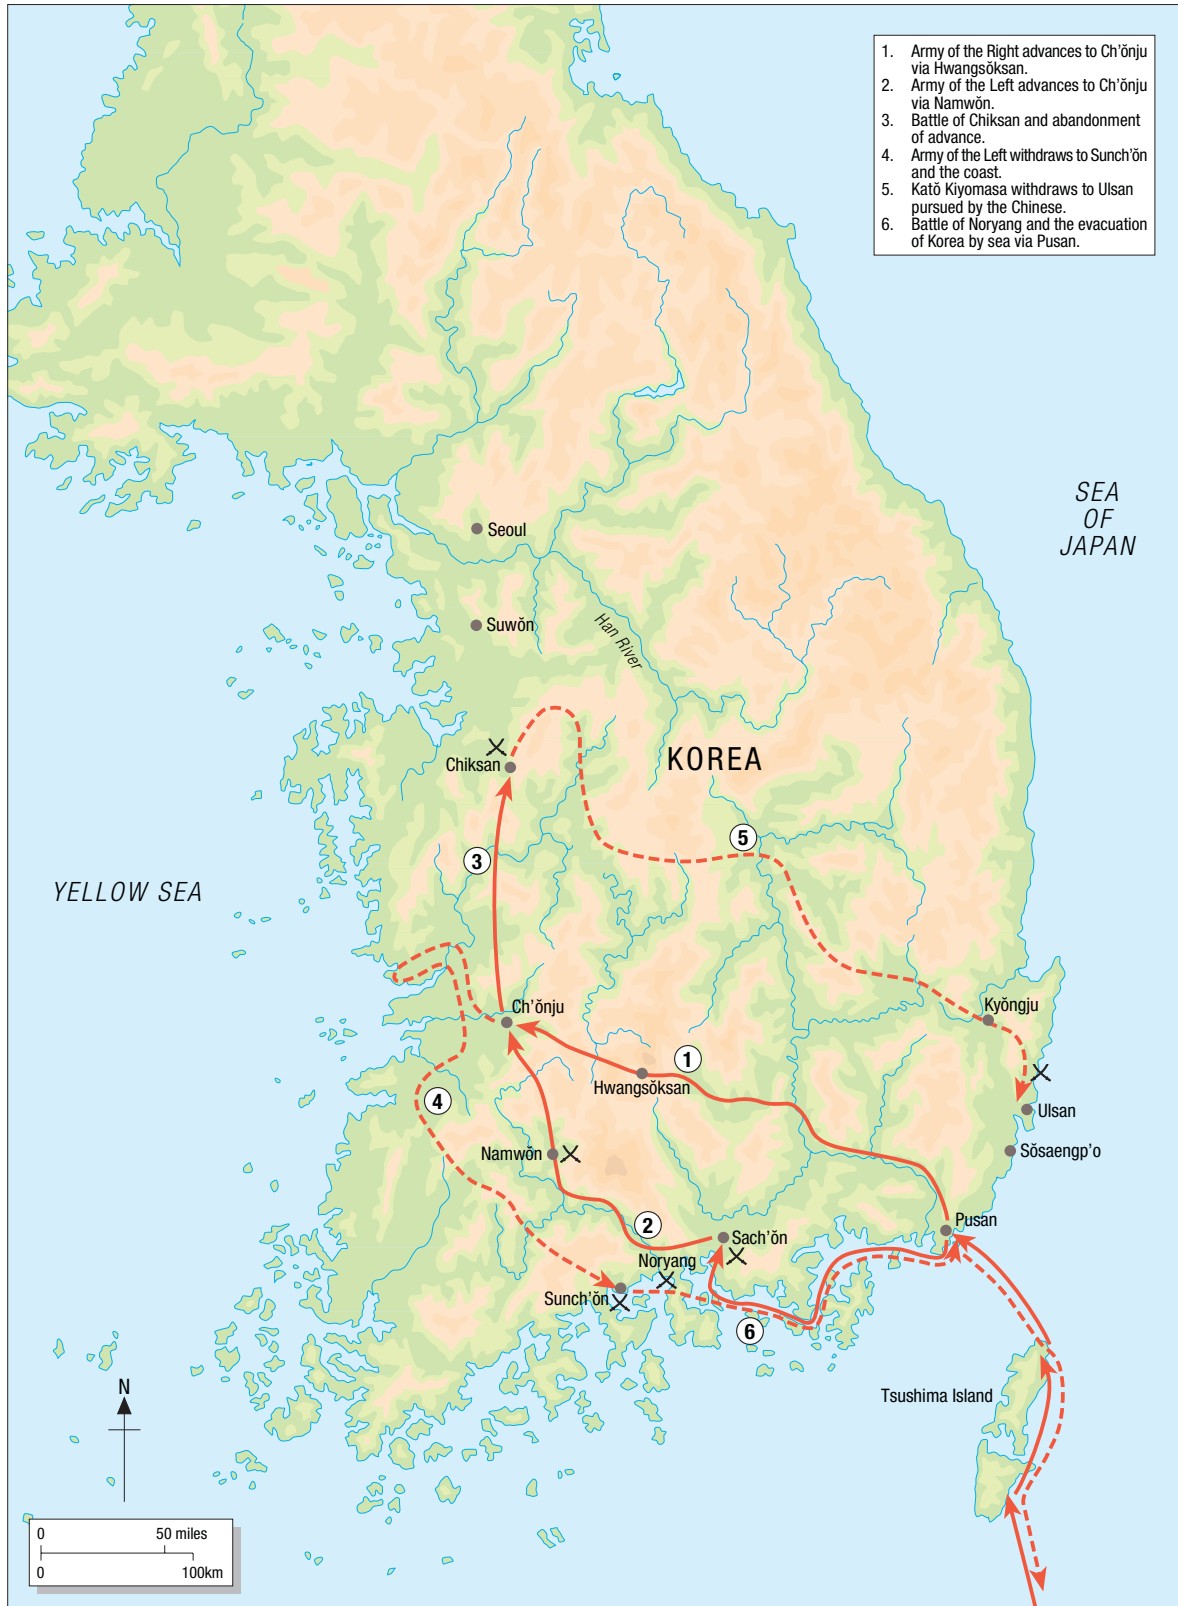 1. Army of the Right advances to Ch’ŏnju
via Hwangsŏksan.
2. Army of the Left advances to Ch’ŏnju
via Namwŏn.
3. Battle of Chiksan and abandonment
of advance.
4. Army of the Left withdraws to Sunch’ŏn
and the coast.
5. Katŏ Kiyomasa withdraws to Ulsan
pursued by the Chinese.
6. Battle of Noryang and the evacuation
of Korea by sea via Pusan.
SEA
OF
JAPAN
Seoul
Suwŏn
Han River
Chiksan
KOREA
5
3
YELLOW SEA
Ch’ŏnju
Kyŏngju
1
Hwangsŏksan
4
Ulsan
Namwŏn
Sŏsaengp’o
2
Pusan
Sach’ŏn
Noryang
Sunch’ŏn
6
Tsushima Island
N
0 50 miles
0 100km